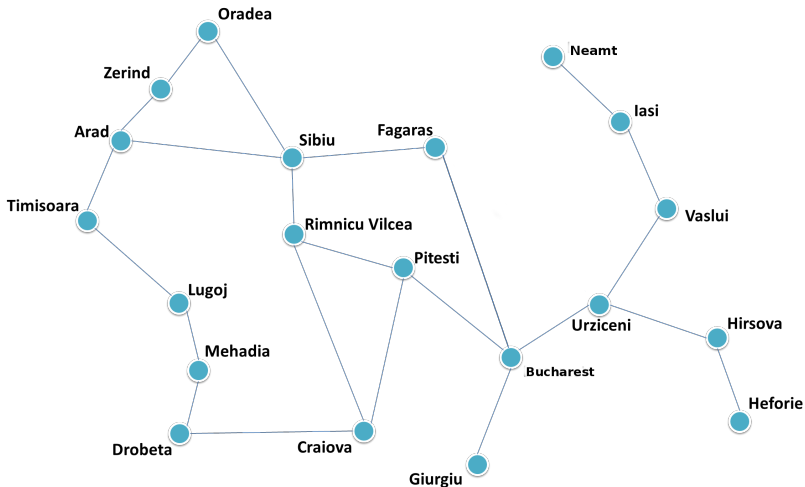 Oradea
Neamt
Zerind
Iasi
Arad
Sibiu
Fagaras
Timisoara
Vaslui
Rimnicu Vilcea
Pitesti
Lugoj
Urziceni
Hirsova
Mehadia
Bucharest
Heforie
Drobeta
Craiova
Giurgiu